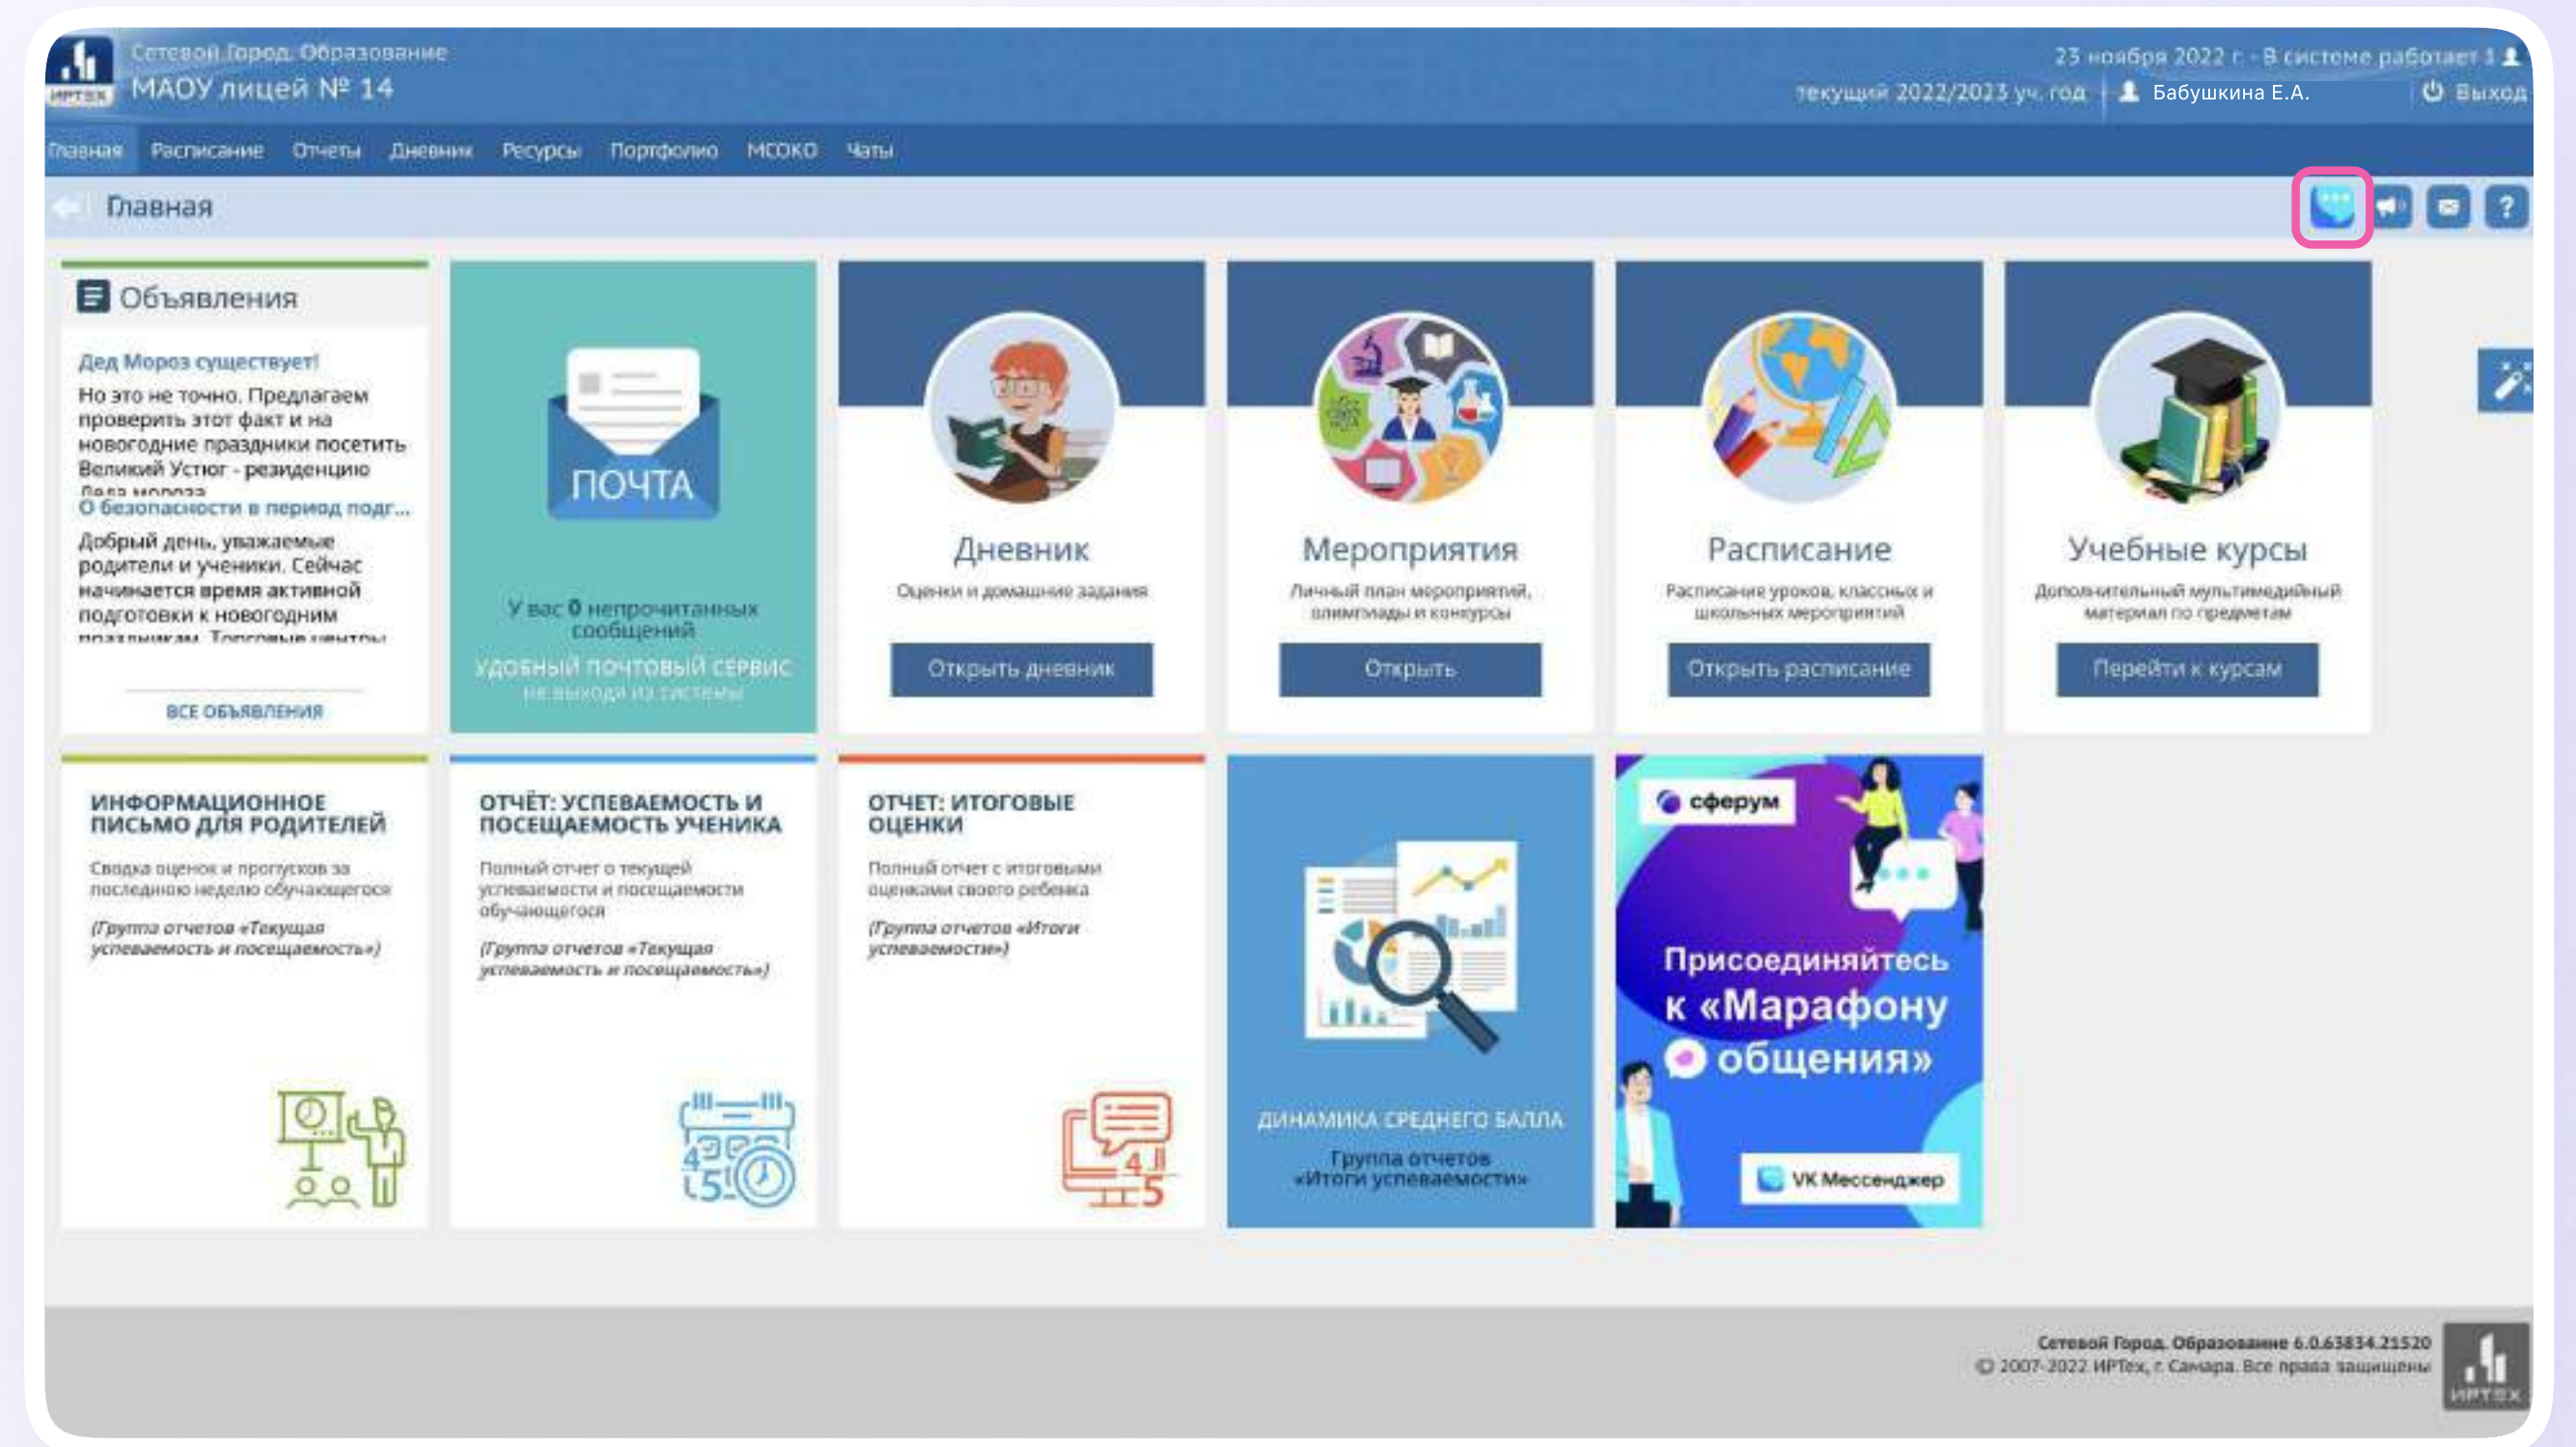 Сетевой Город. Образование
МАОУ лицей № 14
ИРТЕХ
23 ноября 2022 г. - В системе работает 1
текущий 2022/2023 уч. год
Бабушкина Е.А.
Выход
Главная Расписание Отчеты Дневник Ресурсы Портфолио МСОКО Чаты
Главная
?
Объявления
Дед Мороз существует!
Но это не точно. Предлагаем
проверить этот факт и на
новогодние праздники посетить
Великий Устюг - резиденцию
Деда мороза
О безопасности в период подг...
Добрый день, уважаемые
родители и ученики. Сейчас
начинается время активной
подготовки к новогодним
праздникам. Торговые центры
ВСЕ ОБЪЯВЛЕНИЯ
ПОЧТА
У вас 0 непрочитанных
сообщений
УДОБНЫЙ ПОЧТОВЫЙ СЕРВИС
не выходя из системы
Дневник
Оценки и домашние задания
Открыть дневник
Мероприятия
Личный план мероприятий,
олимпиады и конкурсы
Открыть
Расписание
Расписание уроков, классных и
школьных мероприятий
Открыть расписание
Учебные курсы
Дополнительный мультимедийный
материал по предметам
Перейти к курсам
ИНФОРМАЦИОННОЕ
ПИСЬМО ДЛЯ РОДИТЕЛЕЙ
Сводка оценок и пропусков за
последнюю неделю обучающегося
(Группа отчетов «Текущая
успеваемость и посещаемость»)
ОТЧЁТ: УСПЕВАЕМОСТЬ И
ПОСЕЩАЕМОСТЬ УЧЕНИКА
Полный отчет о текущей
успеваемости и посещаемости
обучающегося
(Группа отчетов «Текущая
успеваемость и посещаемость»)
ОТЧЕТ: ИТОГОВЫЕ
ОЦЕНКИ
Полный отчет с итоговыми
оценками своего ребенка
(Группа отчетов «Итоги
успеваемости»)
ДИНАМИКА СРЕДНЕГО БАЛЛА
Группа отчетов
«Итоги успеваемости»
сферум
Присоединяйтесь
к «Марафону
общения»
VK Мессенджер
Сетевой Город. Образование 6.0.63834.21520
© 2007-2022 ИРТех, г. Самара. Все права защищены
ИРТЕХ